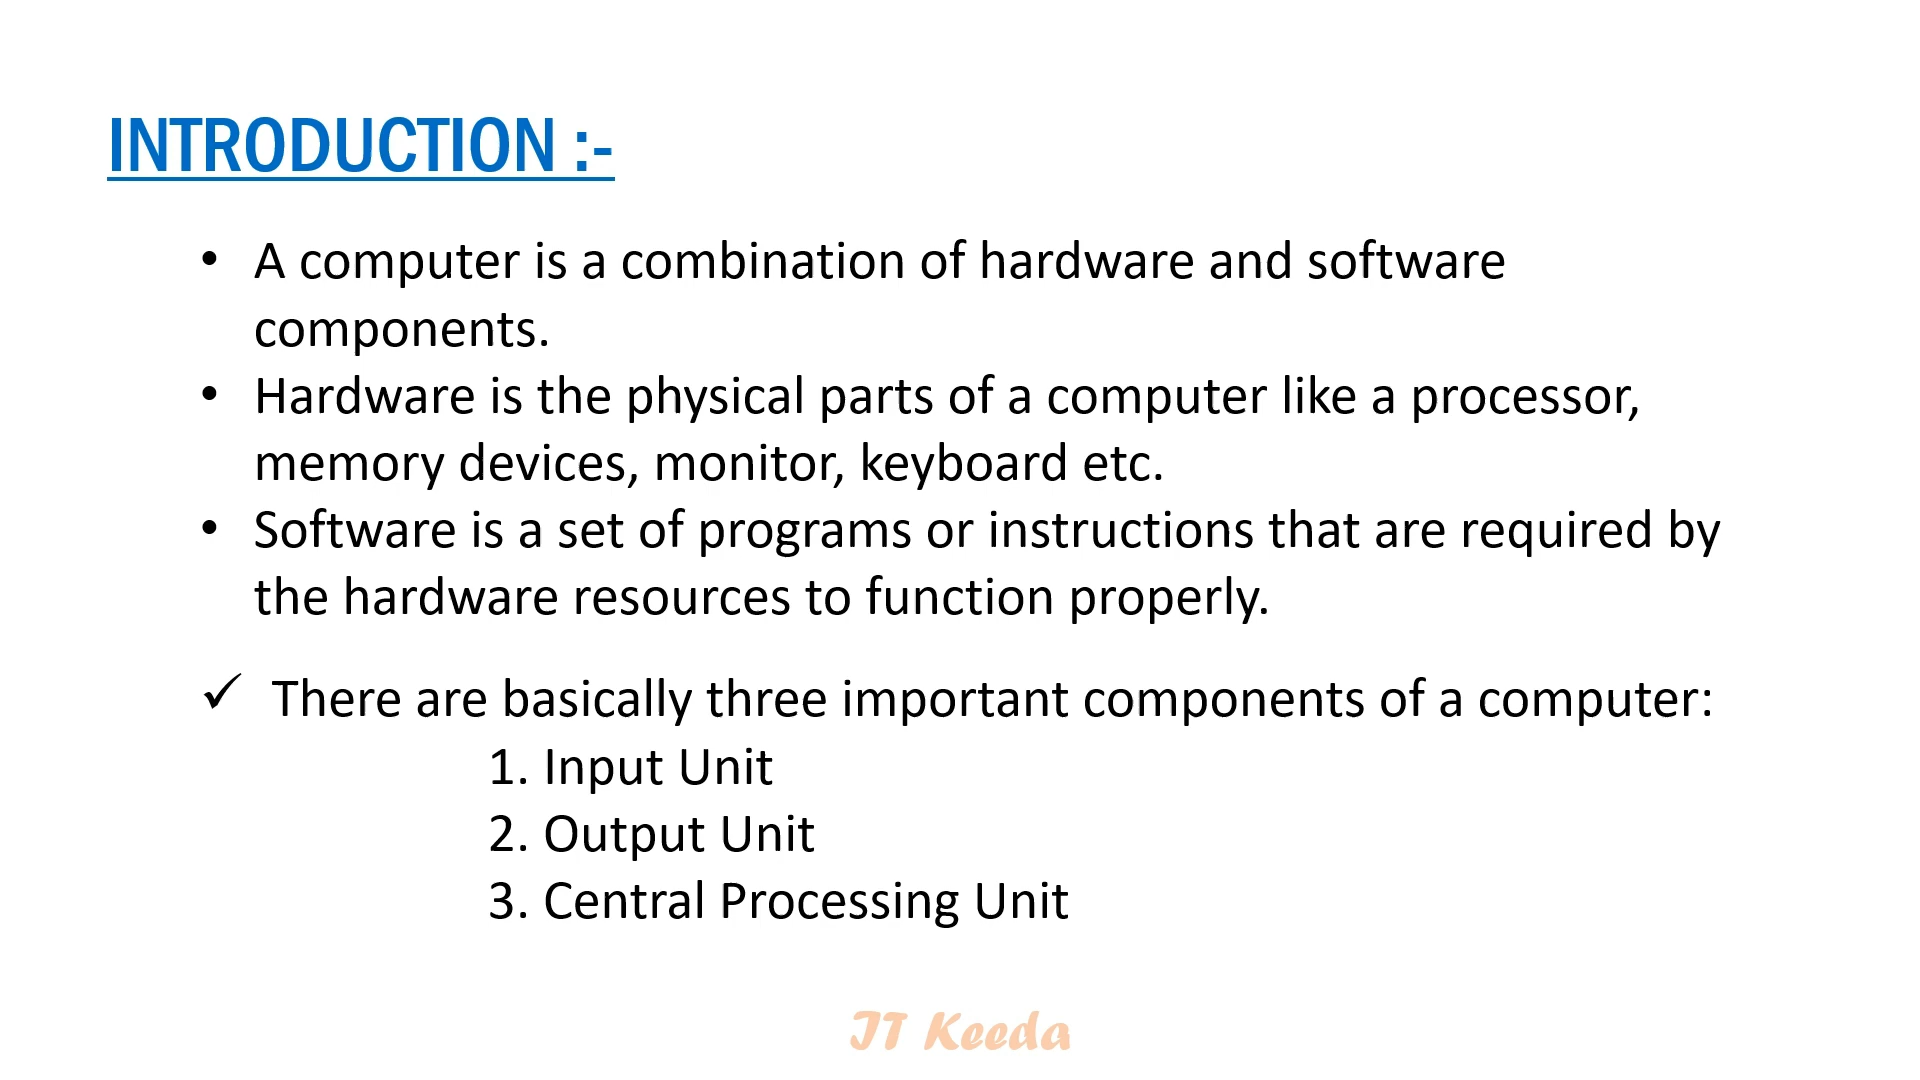 INTRODUCTION :-
• A computer is a combination of hardware and software
components.
• Hardware is the physical parts of a computer like a processor,
memory devices, monitor, keyboard etc.
• Software is a set of programs or instructions that are required by
the hardware resources to function properly.
✓ There are basically three important components of a computer:
1. Input Unit
2. Output Unit
3. Central Processing Unit
IT Keeda